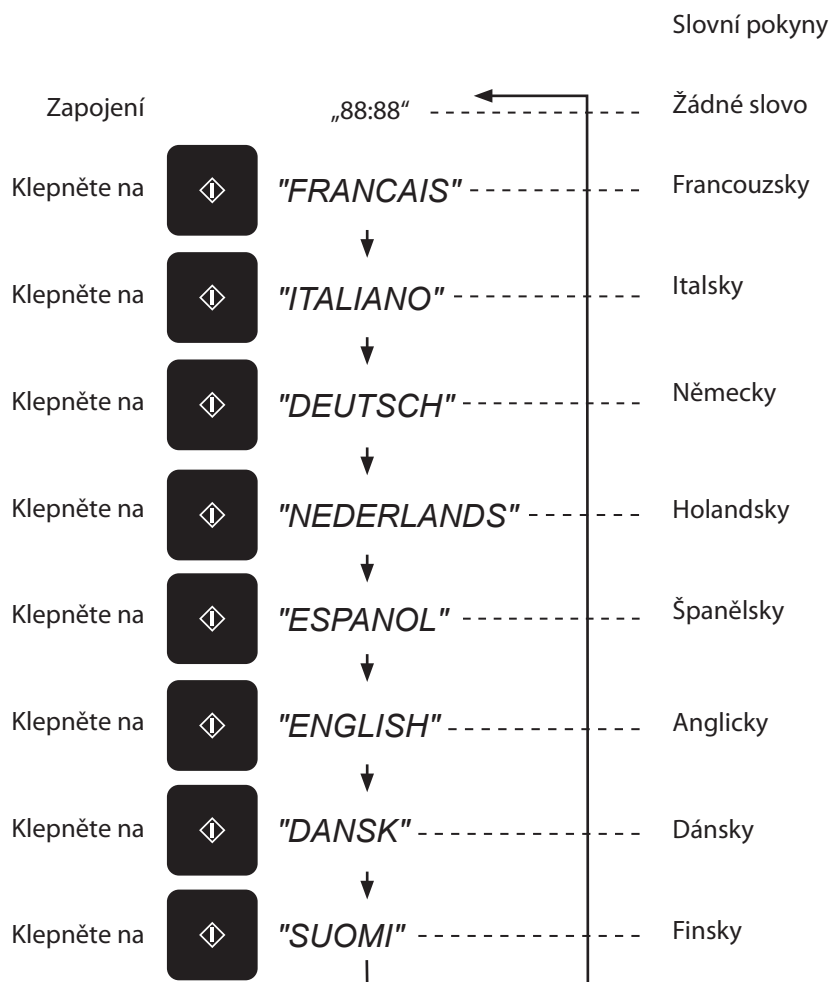 Slovní pokyny
Zapojení „88:88“ Žádné slovo
Klepněte na "FRANCAIS" Francouzsky
Klepněte na "ITALIANO" Italsky
Klepněte na "DEUTSCH" Německy
Klepněte na "NEDERLANDS" Holandsky
Klepněte na "ESPANOL" Španělsky
Klepněte na "ENGLISH" Anglicky
Klepněte na "DANSK" Dánsky
Klepněte na "SUOMI" Finsky